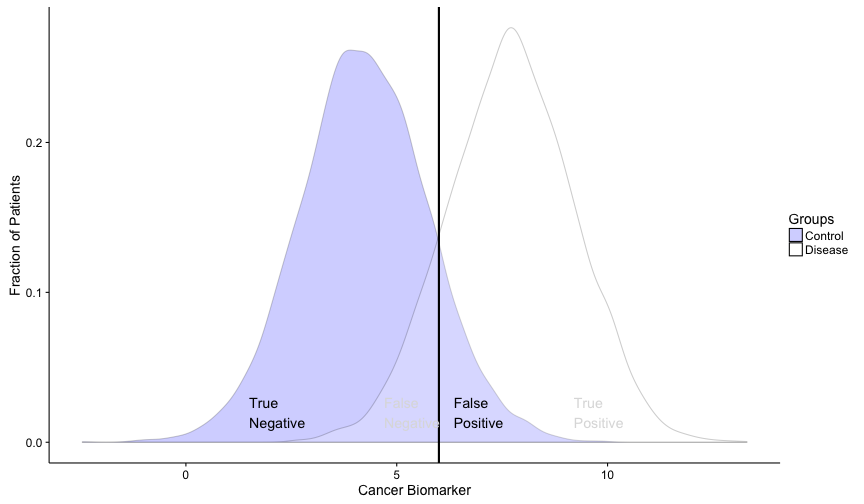 0.2
0.1
0.0
Fraction of Patients
True
Negative
False
Negative
False
Positive
True
Positive
0
5
10
Cancer Biomarker
Groups
Control
Disease